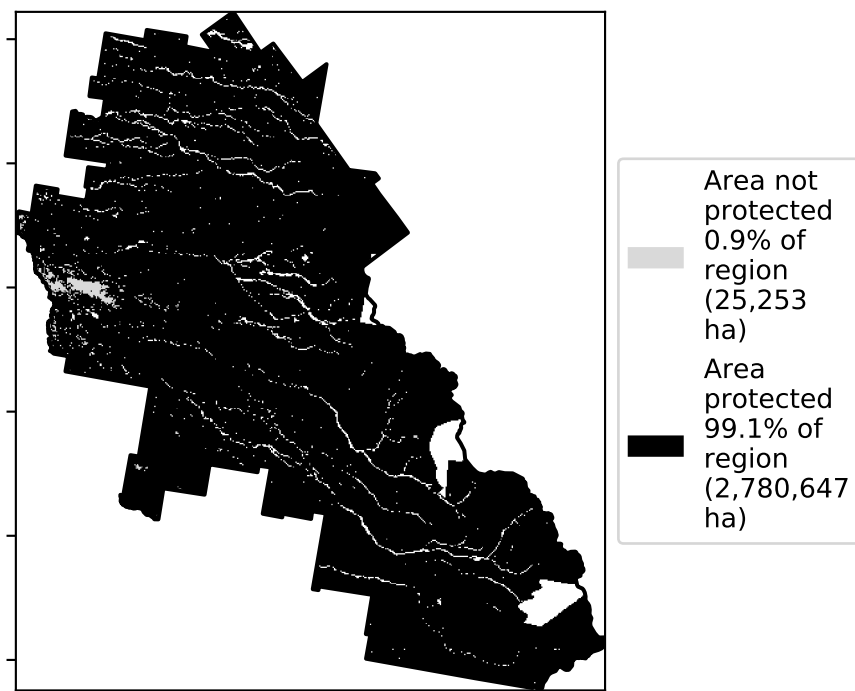 Area not
protected
0.9% of
region
(25,253
ha)
Area
protected
99.1% of
region
(2,780,647
ha)